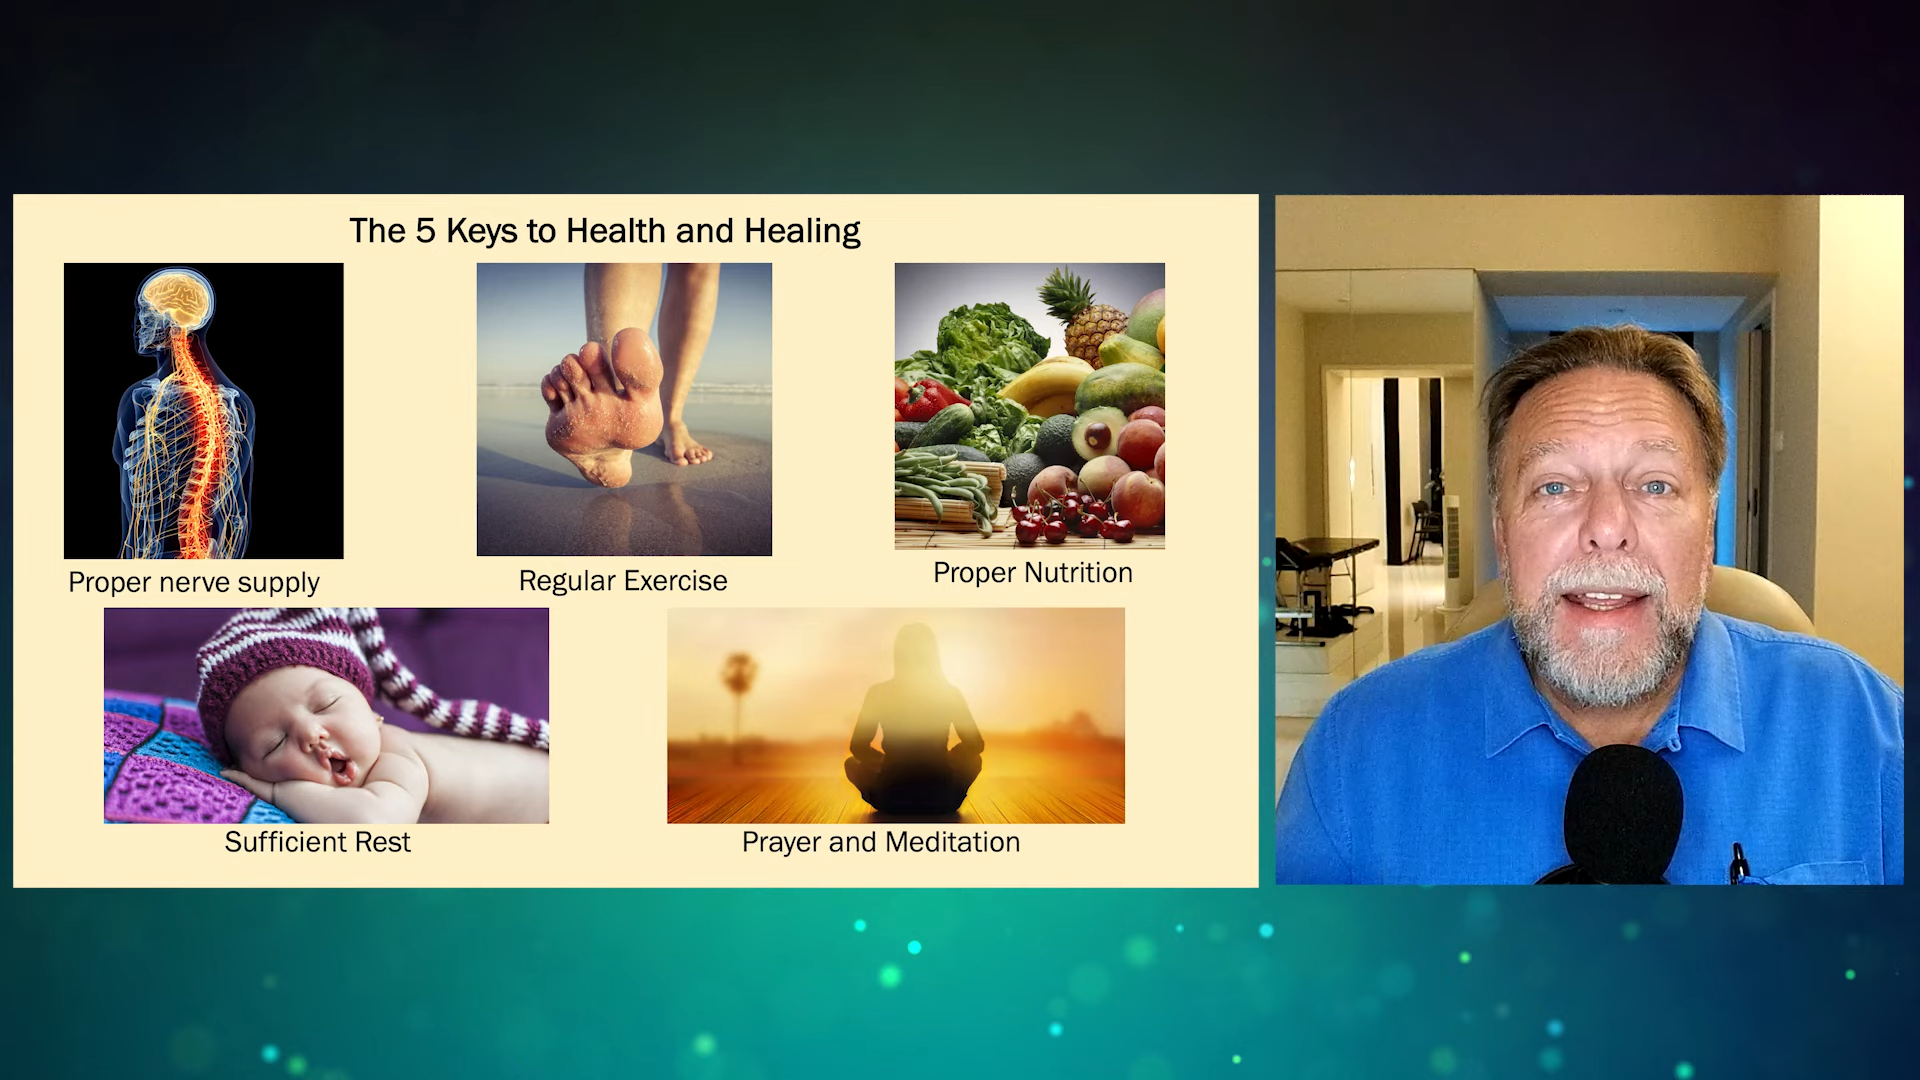 The 5 Keys to Health and Healing
Proper nerve supply
Regular Exercise
Proper Nutrition
Sufficient Rest
Prayer and Meditation